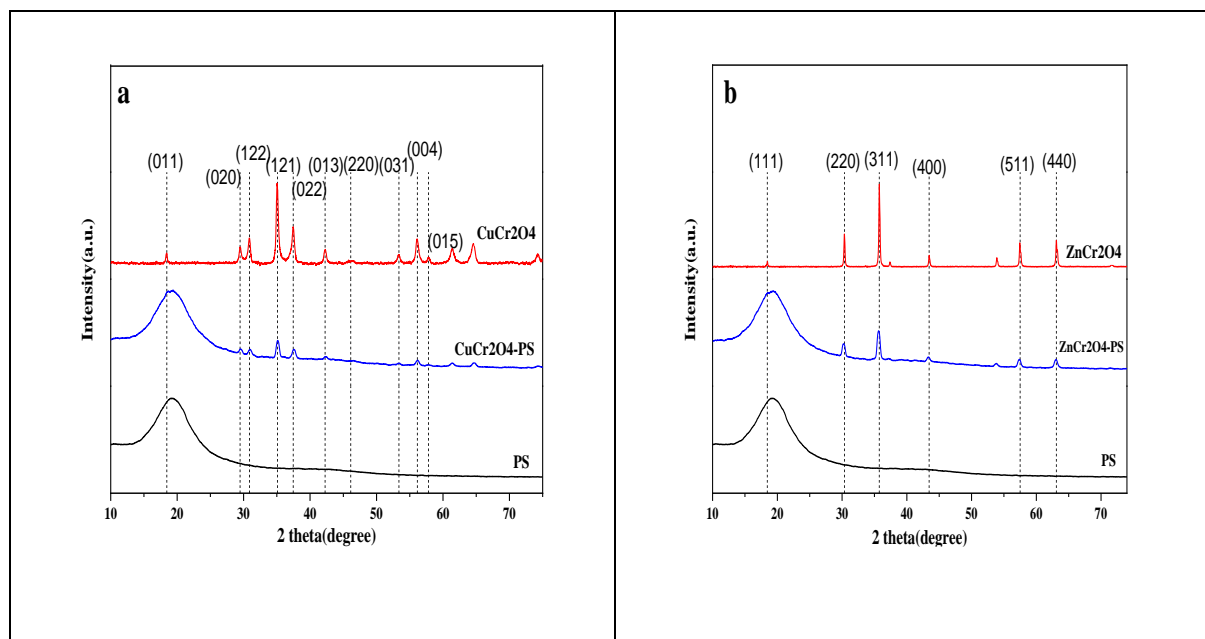 a
(011)
(020)
(122)
(121)
(022)
(013)
(220)
(031)
(004)
(015)
CuCr2O4
CuCr2O4-PS
PS
Intensity (a.u.)
10 20 30 40 50 60 70
2 theta(degree)
b
(111)
(220)
(311)
(400)
(511)
(440)
ZnCr2O4
ZnCr2O4-PS
PS
Intensity (a.u.)
10 20 30 40 50 60 70
2 theta(degree)